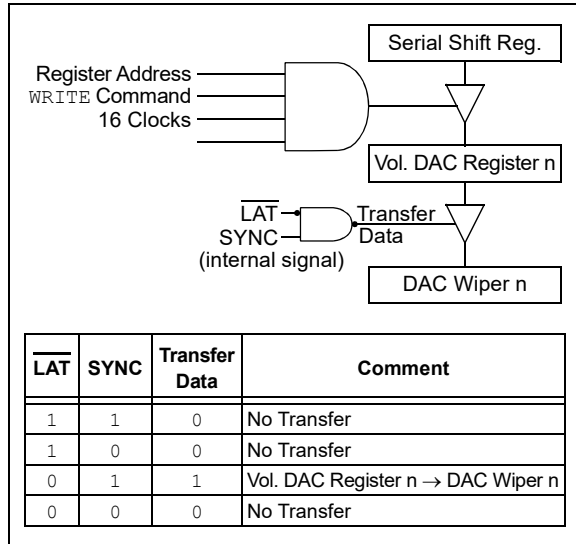 Serial Shift Reg.
Register Address
WRITE Command
16 Clocks
Vol. DAC Register n
LAT
SYNC
(internal signal)
Transfer
Data
DAC Wiper n
LAT SYNC Transfer Data Comment
1 1 0 No Transfer
1 0 0 No Transfer
0 1 1 Vol. DAC Register n → DAC Wiper n
0 0 0 No Transfer